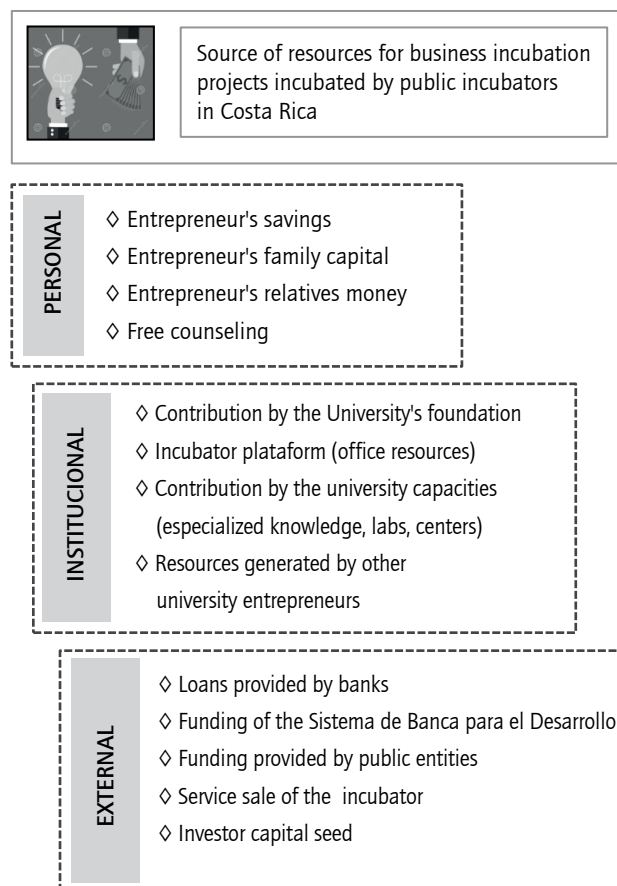 Source of resources for business incubation
projects incubated by public incubators
in Costa Rica
PERSONAL
◊ Entrepreneur's savings
◊ Entrepreneur's family capital
◊ Entrepreneur's relatives money
◊ Free counseling
INSTITUCIONAL
◊ Contribution by the University's foundation
◊ Incubator plataform (office resources)
◊ Contribution by the university capacities
(especialized knowledge, labs, centers)
◊ Resources generated by other
university entrepreneurs
EXTERNAL
◊ Loans provided by banks
◊ Funding of the Sistema de Banca para el Desarrollo
◊ Funding provided by public entities
◊ Service sale of the incubator
◊ Investor capital seed